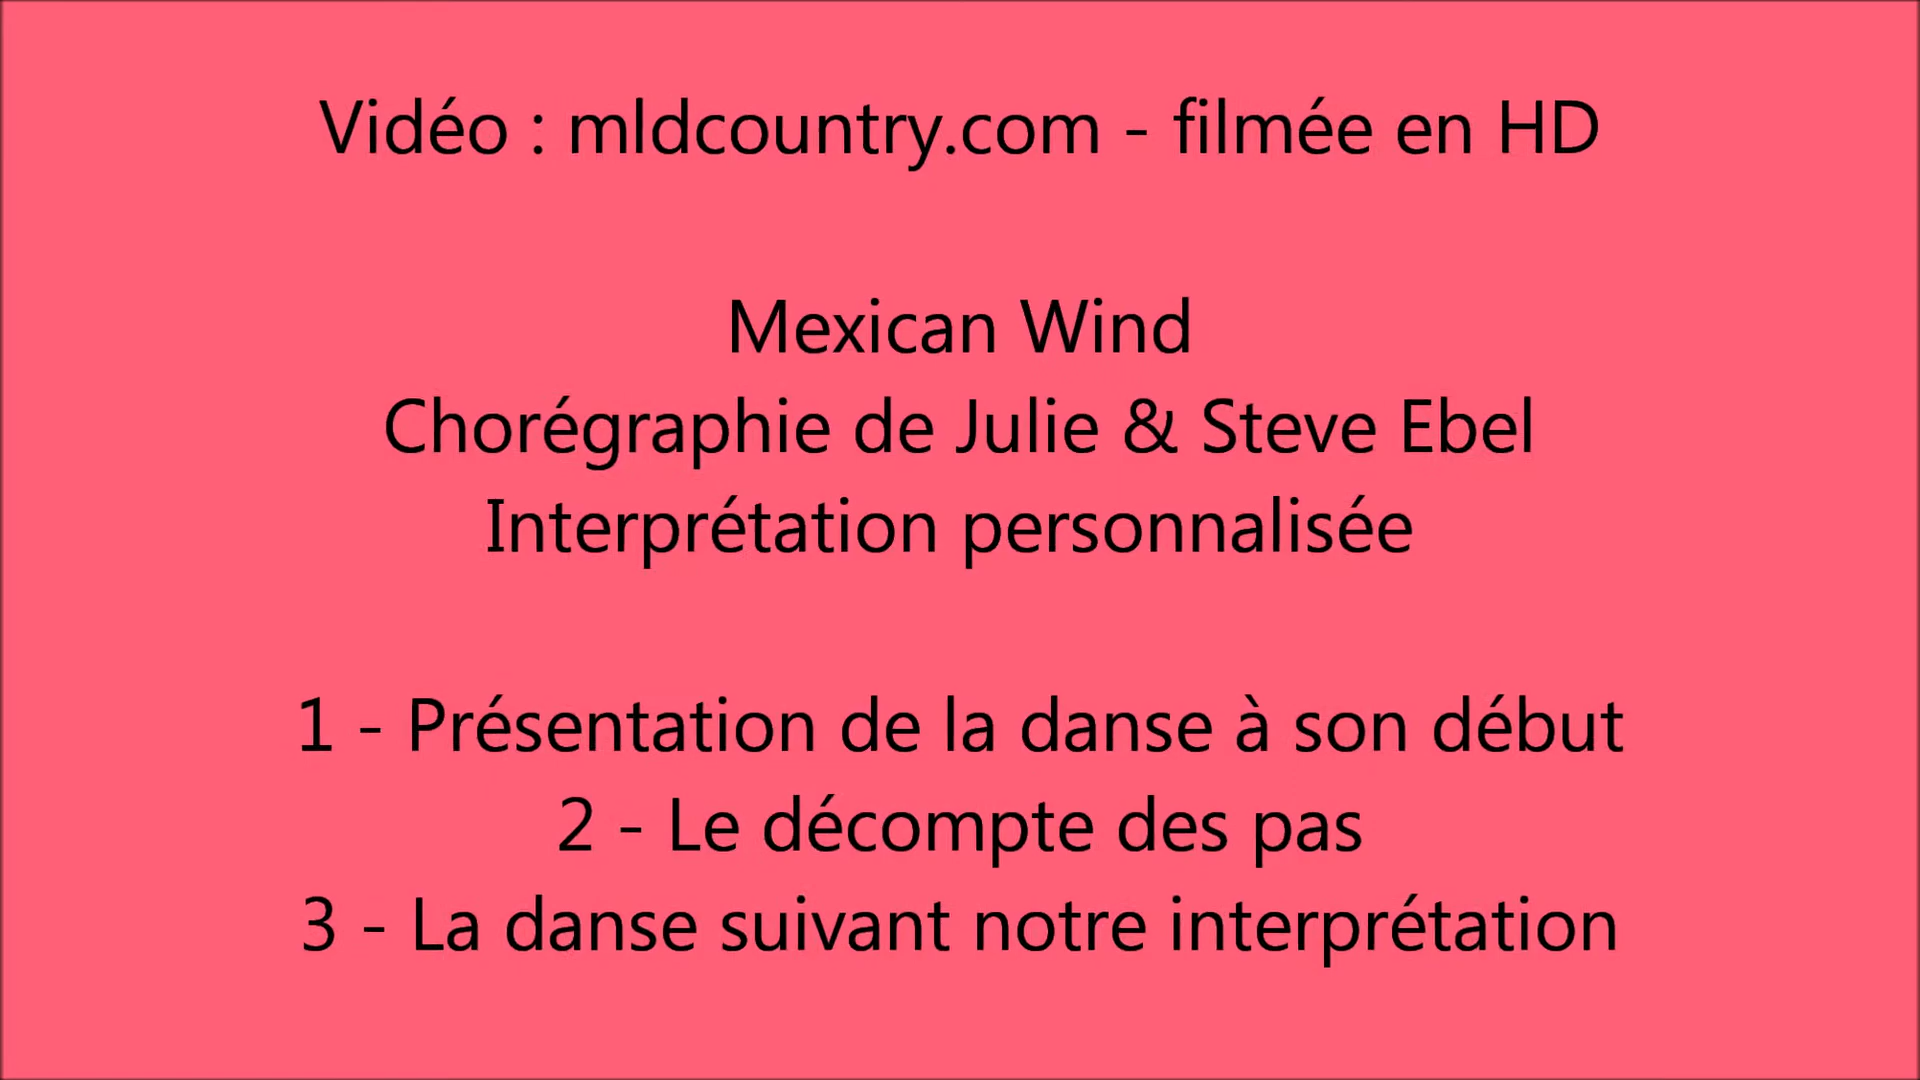 Vidéo : mldcountry.com - filmée en HD
Mexican Wind
Chorégraphie de Julie & Steve Ebel
Interprétation personnalisée
1 - Présentation de la danse à son début
2 - Le décompte des pas
3 - La danse suivant notre interprétation